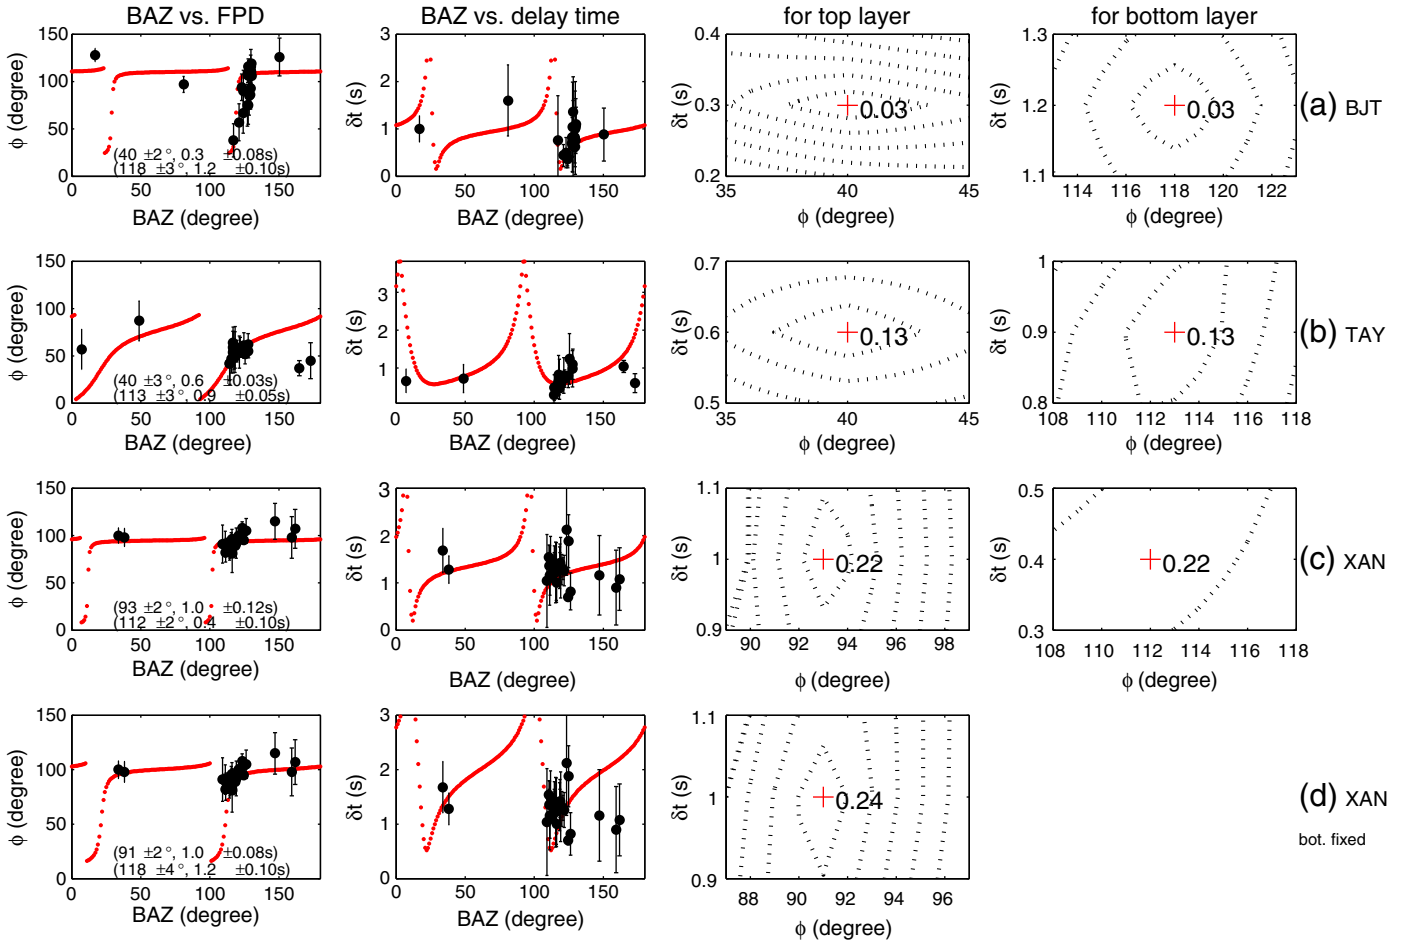 BAZ vs. FPD
BAZ vs. delay time
for top layer
for bottom layer
150
100
50
0
ϕ (degree)
(40 ±2°, 0.3 ±0.08s)
(118 ±3°, 1.2 ±0.10s)
0 50 100 150
BAZ (degree)
3
2
1
0
δt (s)
0 50 100 150
BAZ (degree)
0.4
0.3
0.2
δt (s)
0.03
35 40 45
ϕ (degree)
1.3
1.2
1.1
δt (s)
0.03
114 116 118 120 122
ϕ (degree)
(a) BJT
150
100
50
0
ϕ (degree)
(40 ±3°, 0.6 ±0.03s)
(113 ±3°, 0.9 ±0.05s)
0 50 100 150
BAZ (degree)
3
2
1
0
δt (s)
0 50 100 150
BAZ (degree)
0.7
0.6
0.5
δt (s)
0.13
35 40 45
ϕ (degree)
1
0.9
0.8
δt (s)
0.13
108 110 112 114 116 118
ϕ (degree)
(b) TAY
150
100
50
0
ϕ (degree)
(93 ±2°, 1.0 ±0.12s)
(112 ±2°, 0.4 ±0.10s)
0 50 100 150
BAZ (degree)
3
2
1
0
δt (s)
0 50 100 150
BAZ (degree)
1.1
1
0.9
δt (s)
0.22
90 92 94 96 98
ϕ (degree)
0.5
0.4
0.3
δt (s)
0.22
108 110 112 114 116 118
ϕ (degree)
(c) XAN
150
100
50
0
ϕ (degree)
(91 ±2°, 1.0 ±0.08s)
(118 ±4°, 1.2 ±0.10s)
0 50 100 150
BAZ (degree)
3
2
1
0
δt (s)
0 50 100 150
BAZ (degree)
1.1
1
0.9
δt (s)
0.24
88 90 92 94 96
ϕ (degree)
(d) XAN
bot. fixed